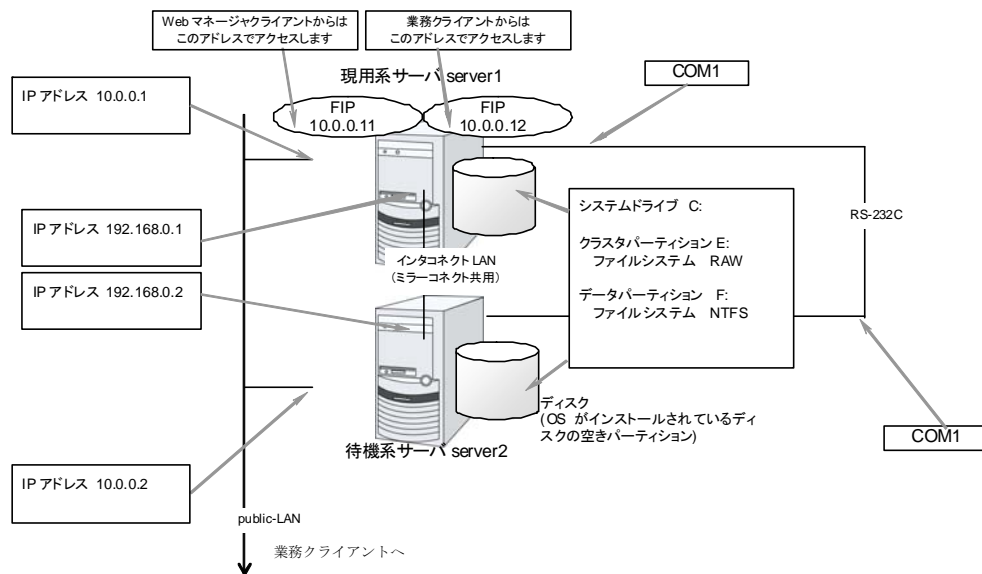 Web マネージャクライアントからは
このアドレスでアクセスします
業務クライアントからは
このアドレスでアクセスします
現用系サーバ server1
COM1
IP アドレス 10.0.0.1
FIP
10.0.0.11
FIP
10.0.0.12
システムドライブ C:
クラスタパーティション E:
ファイルシステム RAW
データパーティション F:
ファイルシステム NTFS
RS-232C
IP アドレス 192.168.0.1
インタコネクト LAN
(ミラーコネクト共用)
IP アドレス 192.168.0.2
ディスク
(OS がインストールされているディ
スクの空きパーティション)
COM1
待機系サーバ server2
IP アドレス 10.0.0.2
public-LAN
業務クライアントへ